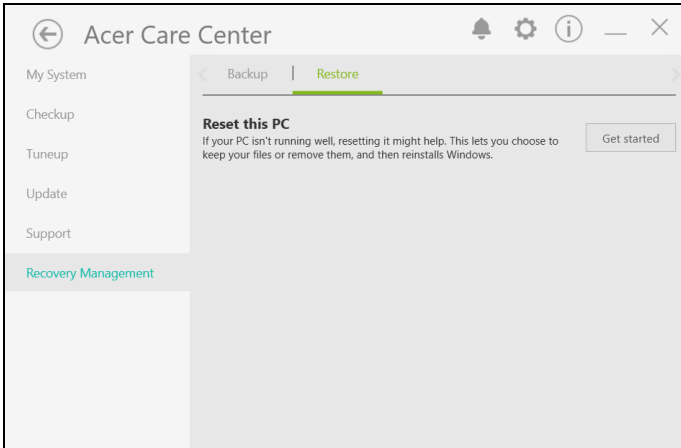 Acer Care Center
My System
Backup | Restore
Checkup
Reset this PC
If your PC isn't running well, resetting it might help. This lets you choose to
keep your files or remove them, and then reinstalls Windows.
Get started
Tuneup
Update
Support
Recovery Management